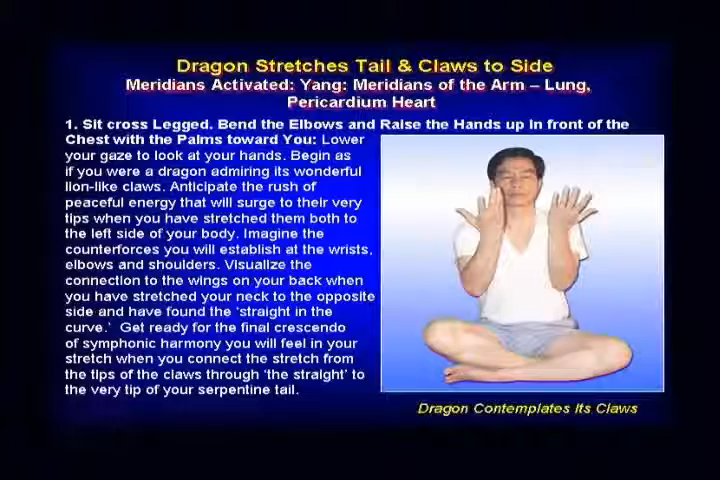 Dragon Stretches Tail & Claws to Side
Meridians Activated: Yang: Meridians of the Arm – Lung,
Pericardium Heart
1. Sit cross Legged. Bend the Elbows and Raise the Hands up in front of the
Chest with the Palms toward You: Lower
your gaze to look at your hands. Begin as
if you were a dragon admiring its wonderful
lion-like claws. Anticipate the rush of
peaceful energy that will surge to their very
tips when you have stretched them both to
the left side of your body. Imagine the
counterforces you will establish at the wrists,
elbows and shoulders. Visualize the
connection to the wings on your back when
you have stretched your neck to the opposite
side and have found the ‘straight in the
curve.’  Get ready for the final crescendo
of symphonic harmony you will feel in your
stretch when you connect the stretch from
the tips of the claws through ‘the straight’ to
the very tip of your serpentine tail.
Dragon Contemplates Its Claws